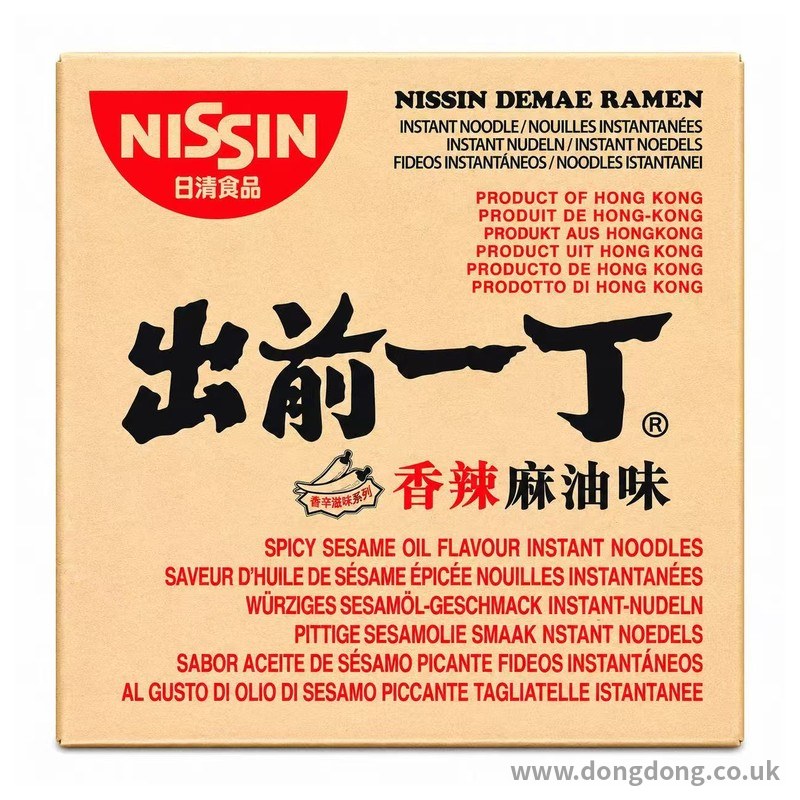 NISSIN
日清食品
NISSIN DEMAE RAMEN
INSTANT NOODLE / NOUILLES INSTANTANÉES
INSTANT NUDELN / INSTANT NOEDELS
FIDEOS INSTANTÁNEOS / NOODLES ISTANTANEI
PRODUCT OF HONG KONG
PRODUIT DE HONG-KONG
PRODUKT AUS HONGKONG
PRODUCT UIT HONG KONG
PRODUCTO DE HONG KONG
PRODOTTO DI HONG KONG
出前一丁®
香辛滋味系列
香辣麻油味
SPICY SESAME OIL FLAVOUR INSTANT NOODLES
SAVEUR D'HUILE DE SÉSAME ÉPICÉE NOUILLES INSTANTANÉES
WÜRZIGES SESAMÖL-GESCHMACK INSTANT-NUDELN
PITTIGE SESAMOLIE SMAAK NSTANT NOEDELS
SABOR ACEITE DE SÉSAMO PICANTE FIDEOS INSTANTÁNEOS
AL GUSTO DI OLIO DI SESAMO PICCANTE TAGLIATELLE ISTANTANEE
www.dongdong.co.uk